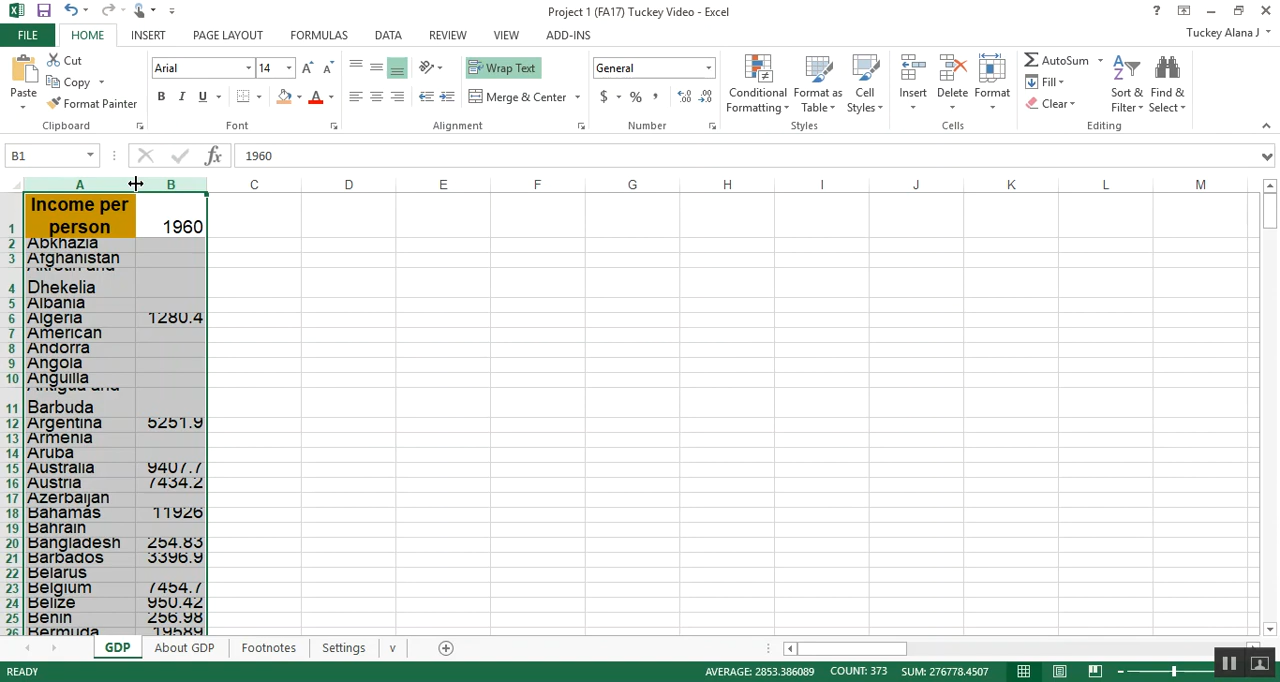 Project 1 (FA17) Tuckey Video - Excel
?
FILE HOME INSERT PAGE LAYOUT FORMULAS DATA REVIEW VIEW ADD-INS Tuckey Alana J
Paste Cut
Copy
Format Painter
Clipboard
Arial 14
B I U
Font
Wrap Text
Merge & Center
Alignment
General
$ % ,
Number
Conditional Formatting
Format as Table
Cell Styles
Styles
Insert Delete Format
Cells
AutoSum
Fill
Clear
Sort & Filter
Find & Select
Editing
B1 fx 1960
A B C D E F G H I J K L M
1 Income per person 1960
2 Abkhazia
3 Afghanistan
4 Akrotiri and Dhekelia
5 Albania
6 Algeria 1280.4
7 American
8 Andorra
9 Angola
10 Anguilla
11 Antigua and Barbuda
12 Argentina 5251.9
13 Armenia
14 Aruba
15 Australia 9407.7
16 Austria 7434.2
17 Azerbaijan
18 Bahamas 11926
19 Bahrain
20 Bangladesh 254.83
21 Barbados 3396.9
22 Belarus
23 Belgium 7454.7
24 Belize 950.42
25 Benin 256.98
26 Bermuda 19589
GDP About GDP Footnotes Settings v
READY AVERAGE: 2853.386089 COUNT: 373 SUM: 276778.4507